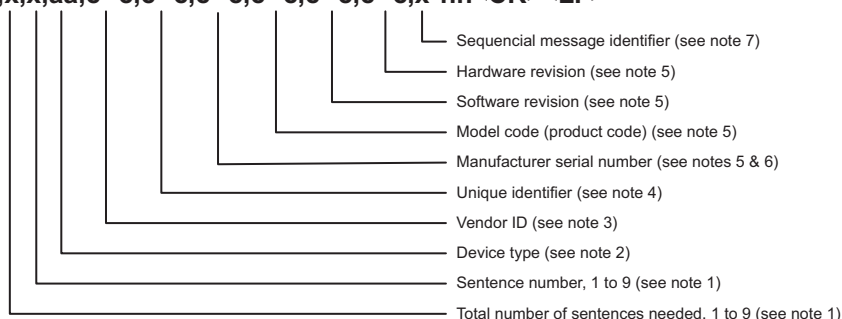 Sequencial message identifier (see note 7)
Hardware revision (see note 5)
Software revision (see note 5)
Model code (product code) (see note 5)
Manufacturer serial number (see notes 5 & 6)
Unique identifier (see note 4)
Vendor ID (see note 3)
Device type (see note 2)
Sentence number, 1 to 9 (see note 1)
Total number of sentences needed, 1 to 9 (see note 1)